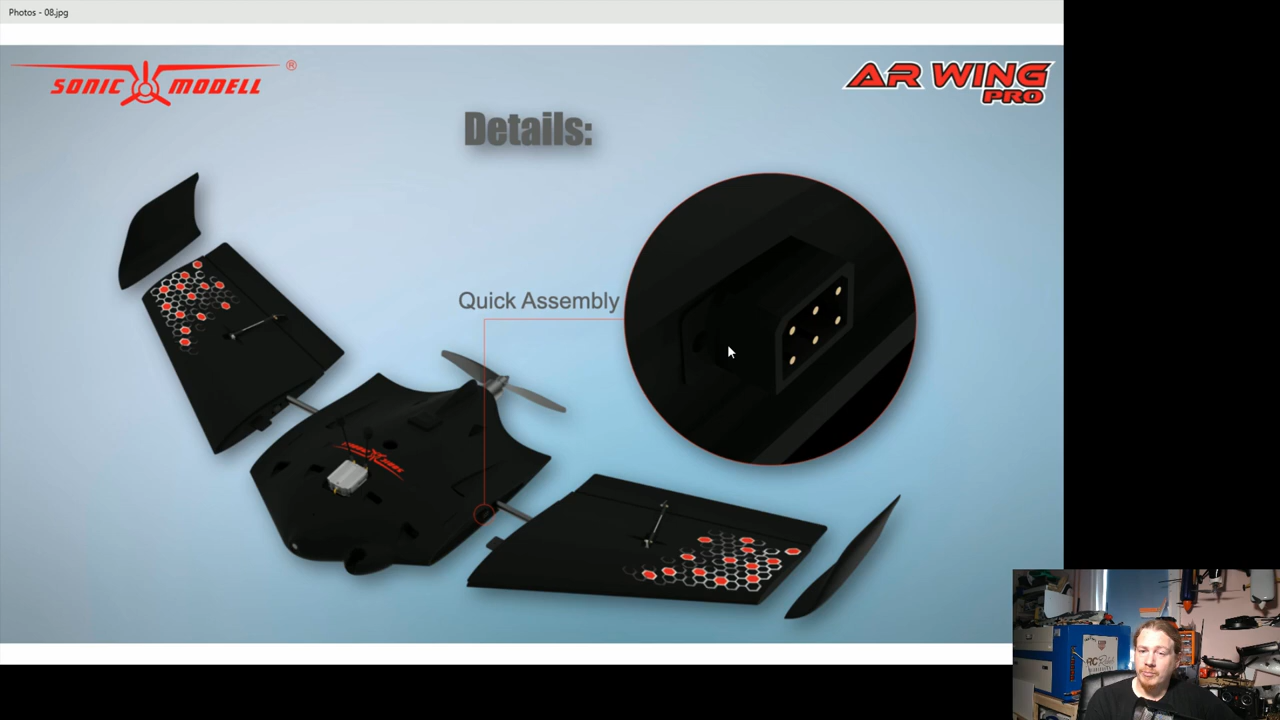 Photos - 08.jpg
SONIC MODELL ®
AR WING
PRO
Details:
Quick Assembly